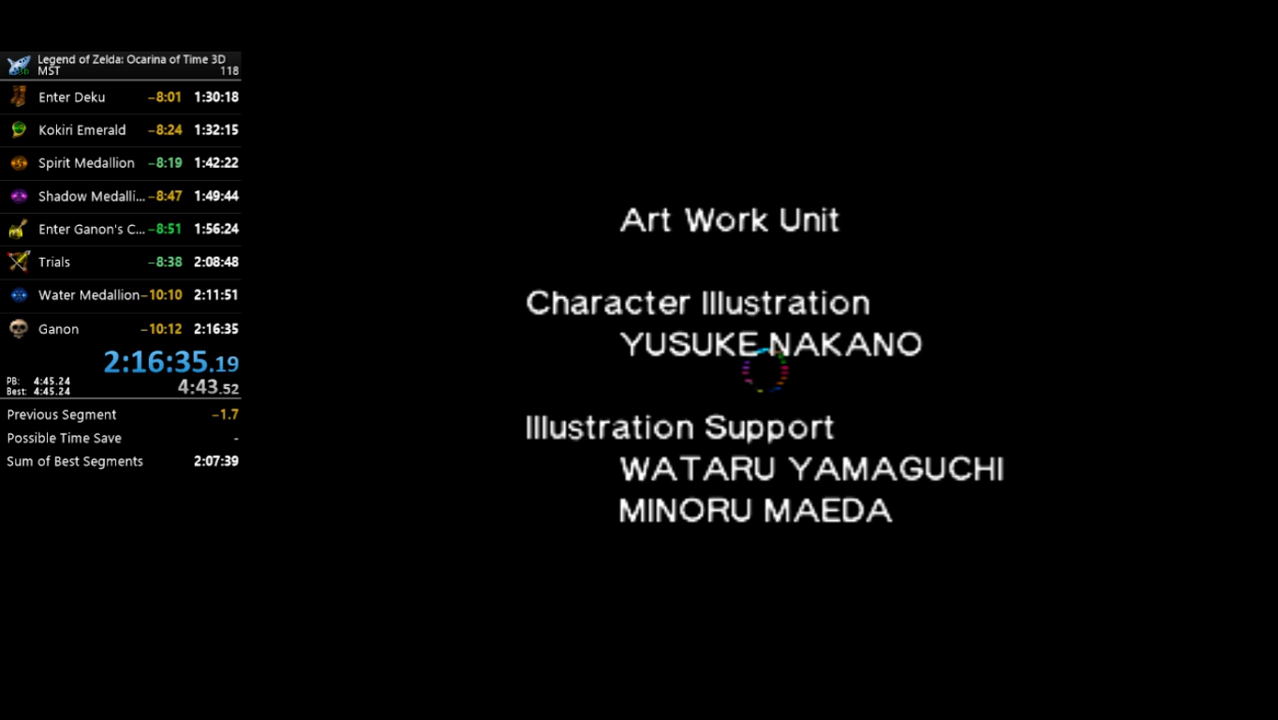 Legend of Zelda: Ocarina of Time 3D
MST 118
Enter Deku −8:01 1:30:18
Kokiri Emerald −8:24 1:32:15
Spirit Medallion −8:19 1:42:22
Shadow Medalli... −8:47 1:49:44
Enter Ganon's C... −8:51 1:56:24
Trials −8:38 2:08:48
Water Medallion −10:10 2:11:51
Ganon −10:12 2:16:35
2:16:35.19
PB: 4:45.24
Best: 4:45.24
4:43.52
Previous Segment −1.7
Possible Time Save -
Sum of Best Segments 2:07:39
Art Work Unit
Character Illustration
YUSUKE NAKANO
Illustration Support
WATARU YAMAGUCHI
MINORU MAEDA